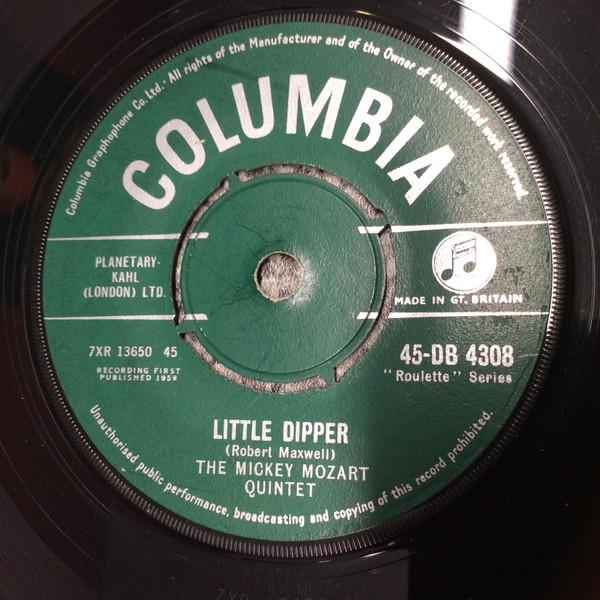 Columbia Graphophone Co. Ltd. · All rights of the Manufacturer and of the Owner of the recorded work reserved.
COLUMBIA
PLANETARY-
KAHL
(LONDON) LTD.
MADE IN GT. BRITAIN
7XR 13650 45
RECORDING FIRST
PUBLISHED 1959
45-DB 4308
"Roulette" Series
LITTLE DIPPER
(Robert Maxwell)
THE MICKEY MOZART
QUINTET
Unauthorised public performance, broadcasting and copying of this record prohibited.